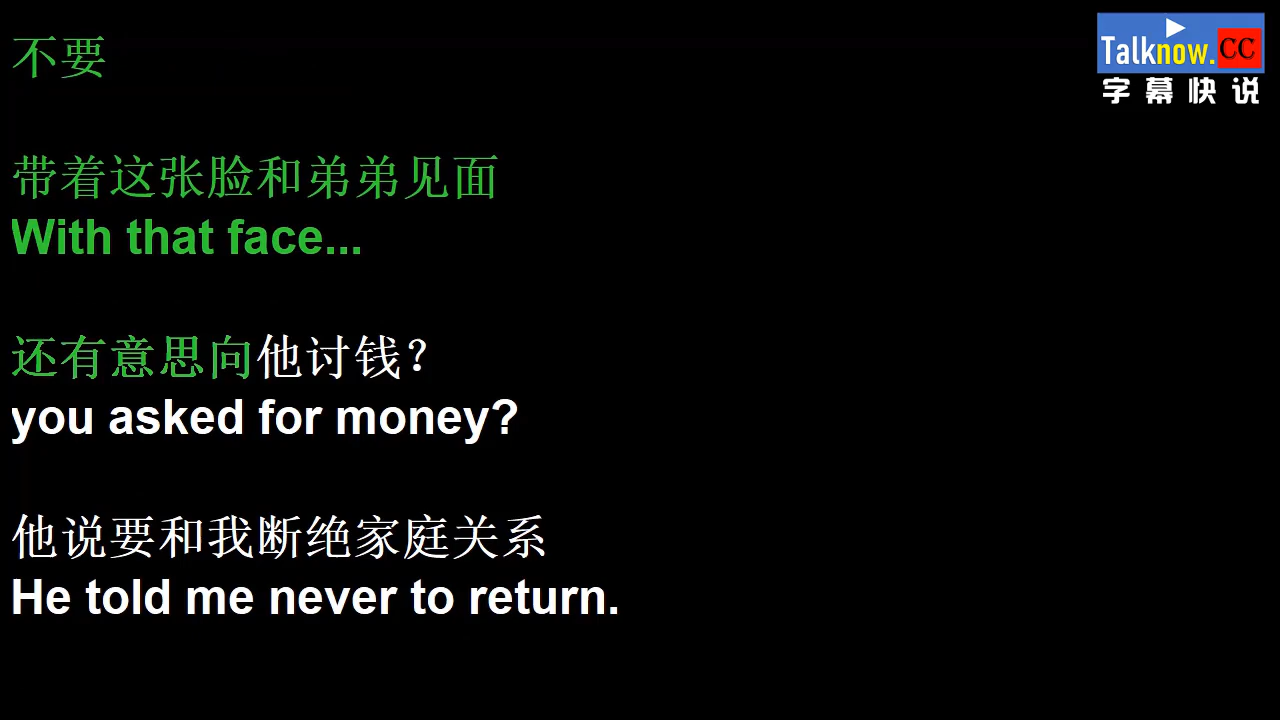 不要
Talknow.CC
字幕快说
带着这张脸和弟弟见面
With that face...
还有意思向他讨钱？
you asked for money?
他说要和我断绝家庭关系
He told me never to return.